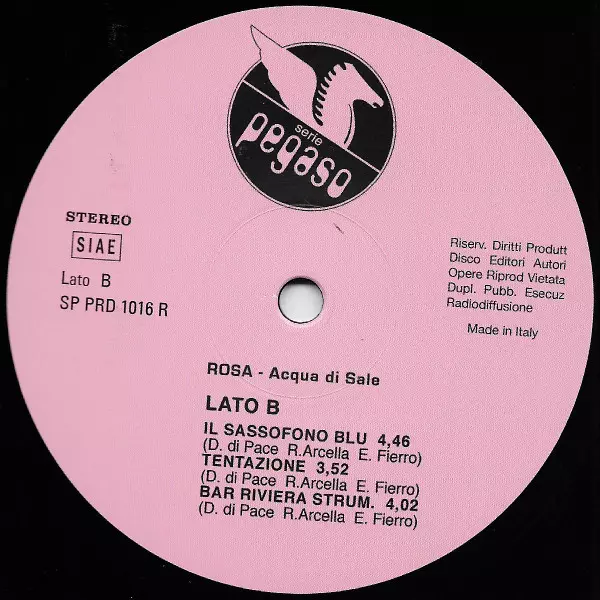 serie
pegaso
STEREO
SIAE
Lato B
SP PRD 1016 R
Riserv. Diritti Produtt
Disco Editori Autori
Opere Riprod Vietata
Dupl. Pubb. Esecuz
Radiodiffusione
Made in Italy
ROSA - Acqua di Sale
LATO B
IL SASSOFONO BLU 4,46
(D. di Pace R.Arcella E. Fierro)
TENTAZIONE 3,52
(D. di Pace R.Arcella E. Fierro)
BAR RIVIERA STRUM. 4,02
(D. di Pace R.Arcella E. Fierro)